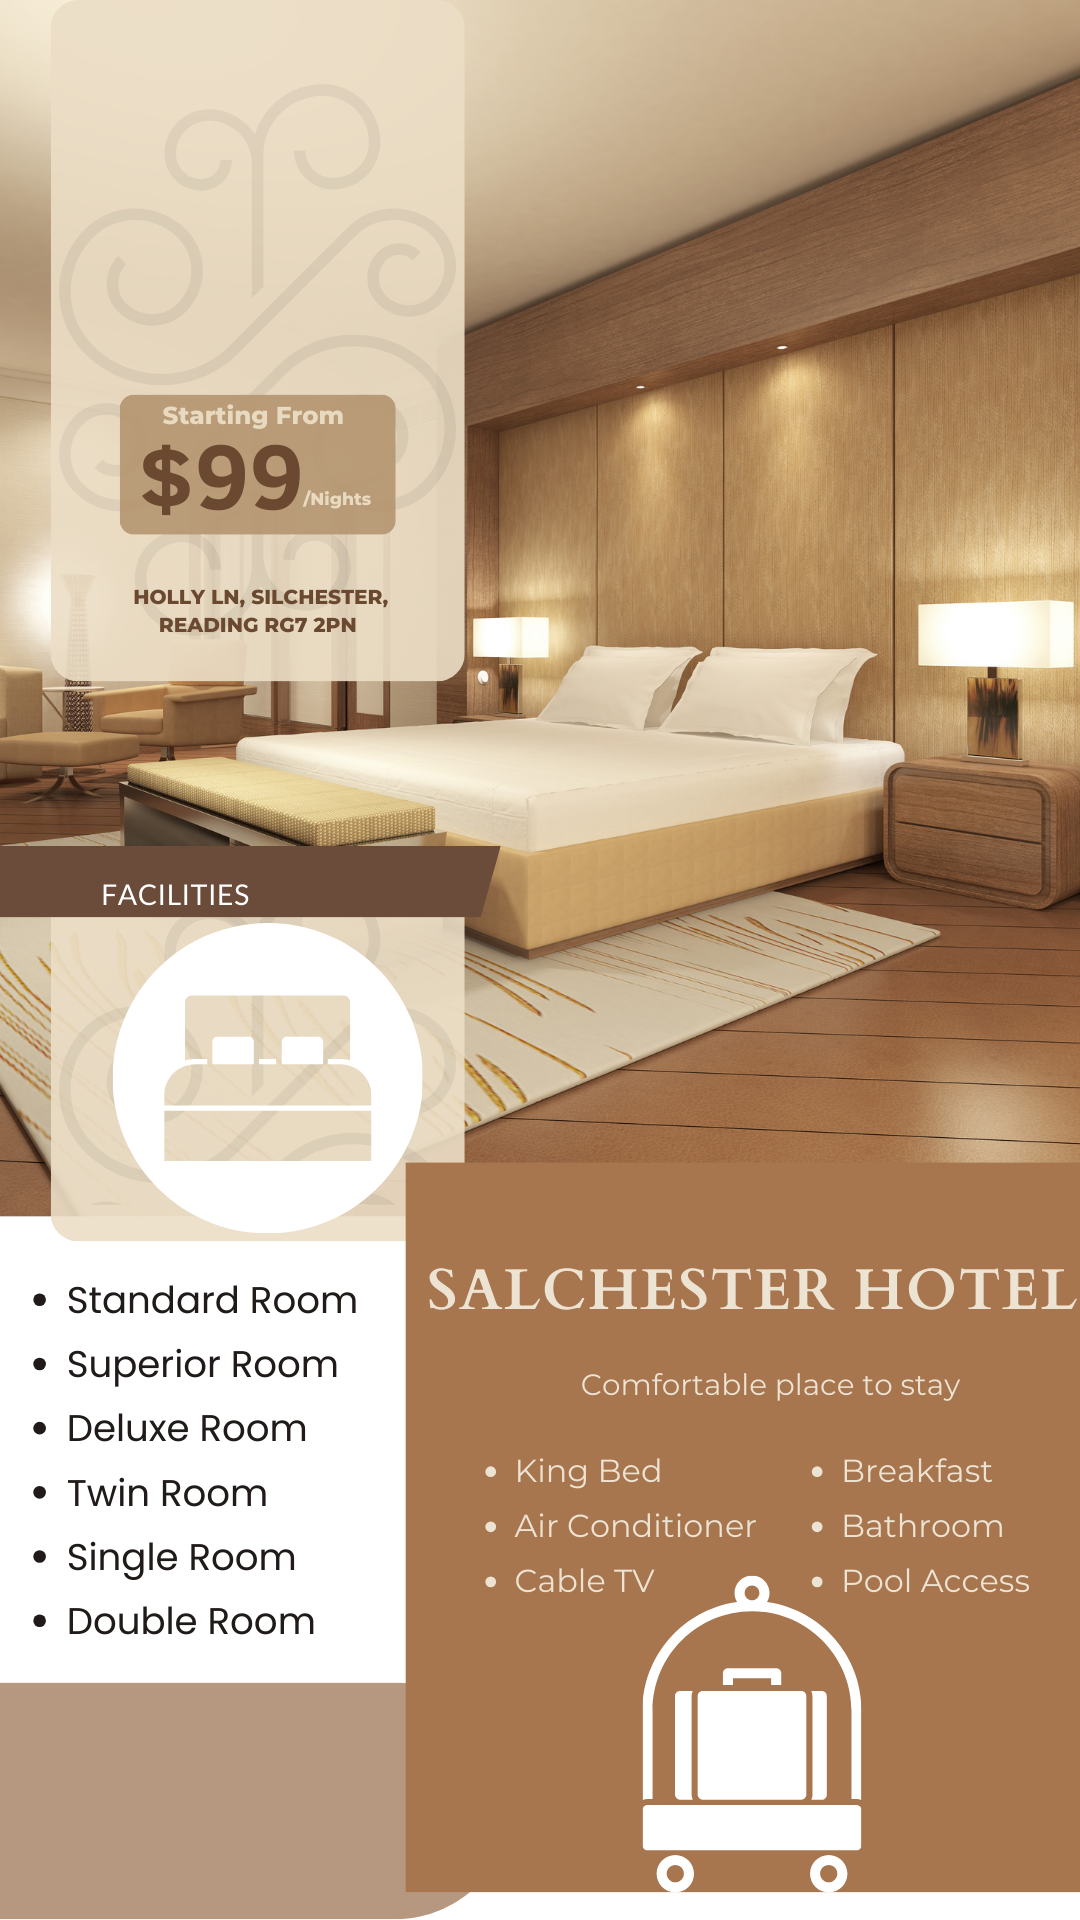 Starting From
$99/Nights
HOLLY LN, SILCHESTER,
READING RG7 2PN
FACILITIES
• Standard Room
• Superior Room
• Deluxe Room
• Twin Room
• Single Room
• Double Room
SALCHESTER HOTEL
Comfortable place to stay
• King Bed
• Air Conditioner
• Cable TV
• Breakfast
• Bathroom
• Pool Access